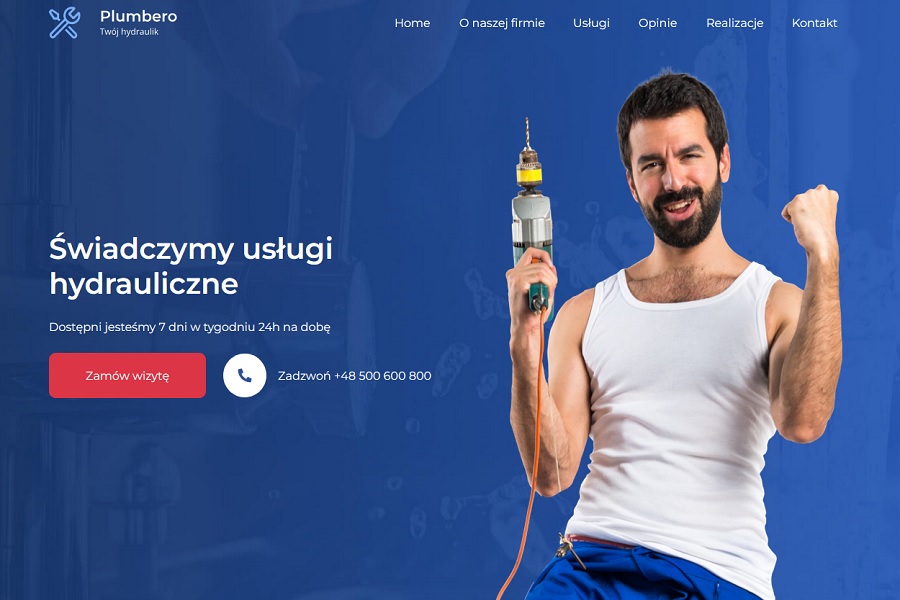 Plumbero
Twój hydraulik
Home
O naszej firmie
Usługi
Opinie
Realizacje
Kontakt
Świadczymy usługi
hydrauliczne
Dostępni jesteśmy 7 dni w tygodniu 24h na dobę
Zamów wizytę
Zadzwoń +48 500 600 800